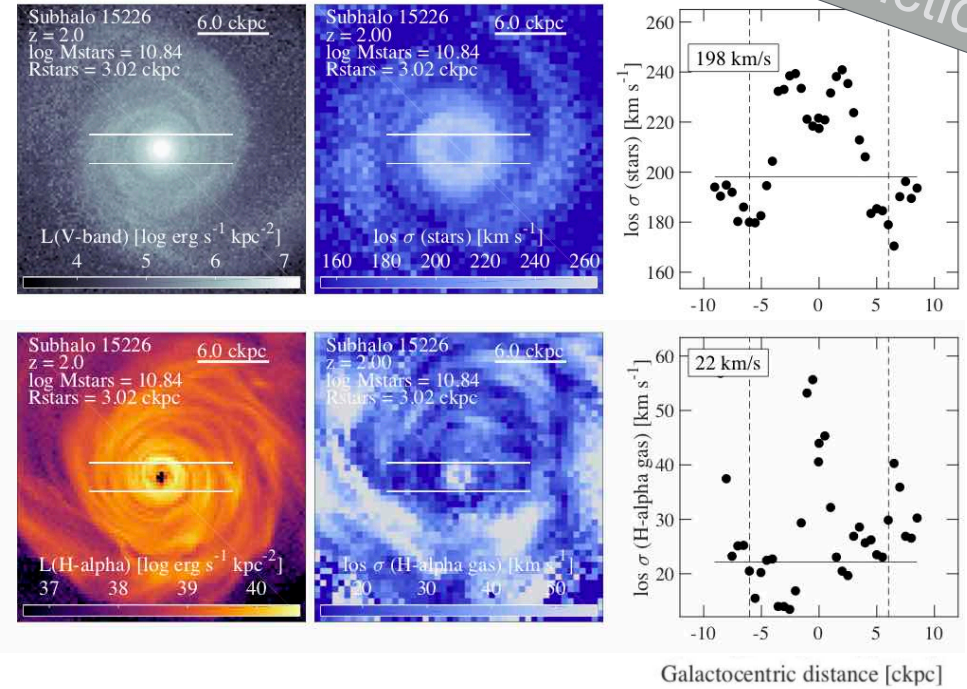 Subhalo 15226
z = 2.0
log Mstars = 10.84
Rstars = 3.02 ckpc
6.0 ckpc
L(V-band) [log erg s⁻¹ kpc⁻²]
4 5 6 7
Subhalo 15226
z = 2.00
log Mstars = 10.84
Rstars = 3.02 ckpc
6.0 ckpc
los σ (stars) [km s⁻¹]
160 180 200 220 240 260
los σ (stars) [km s⁻¹]
260
240
220
200
180
160
198 km/s
-10 -5 0 5 10
Subhalo 15226
z = 2.0
log Mstars = 10.84
Rstars = 3.02 ckpc
6.0 ckpc
L(H-alpha) [log erg s⁻¹ kpc⁻²]
37 38 39 40
Subhalo 15226
z = 2.00
log Mstars = 10.84
Rstars = 3.02 ckpc
6.0 ckpc
los σ (H-alpha gas) [km s⁻¹]
20 30 40 50
los σ (H-alpha gas) [km s⁻¹]
60
50
40
30
20
22 km/s
-10 -5 0 5 10
Galactocentric distance [ckpc]